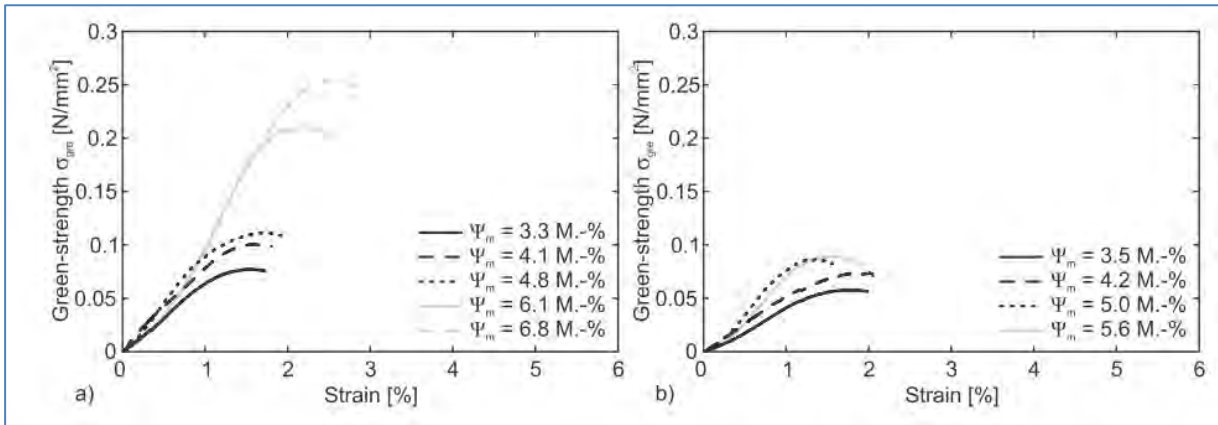 0.3
0.25
0.2
0.15
0.1
0.05
0
Green-strength σgre [N/mm²]
Ψm = 3.3 M.-%
Ψm = 4.1 M.-%
Ψm = 4.8 M.-%
Ψm = 6.1 M.-%
Ψm = 6.8 M.-%
0 1 2 3 4 5 6
a) Strain [%]
0.3
0.25
0.2
0.15
0.1
0.05
0
Green-strength σgre [N/mm²]
Ψm = 3.5 M.-%
Ψm = 4.2 M.-%
Ψm = 5.0 M.-%
Ψm = 5.6 M.-%
0 1 2 3 4 5 6
b) Strain [%]